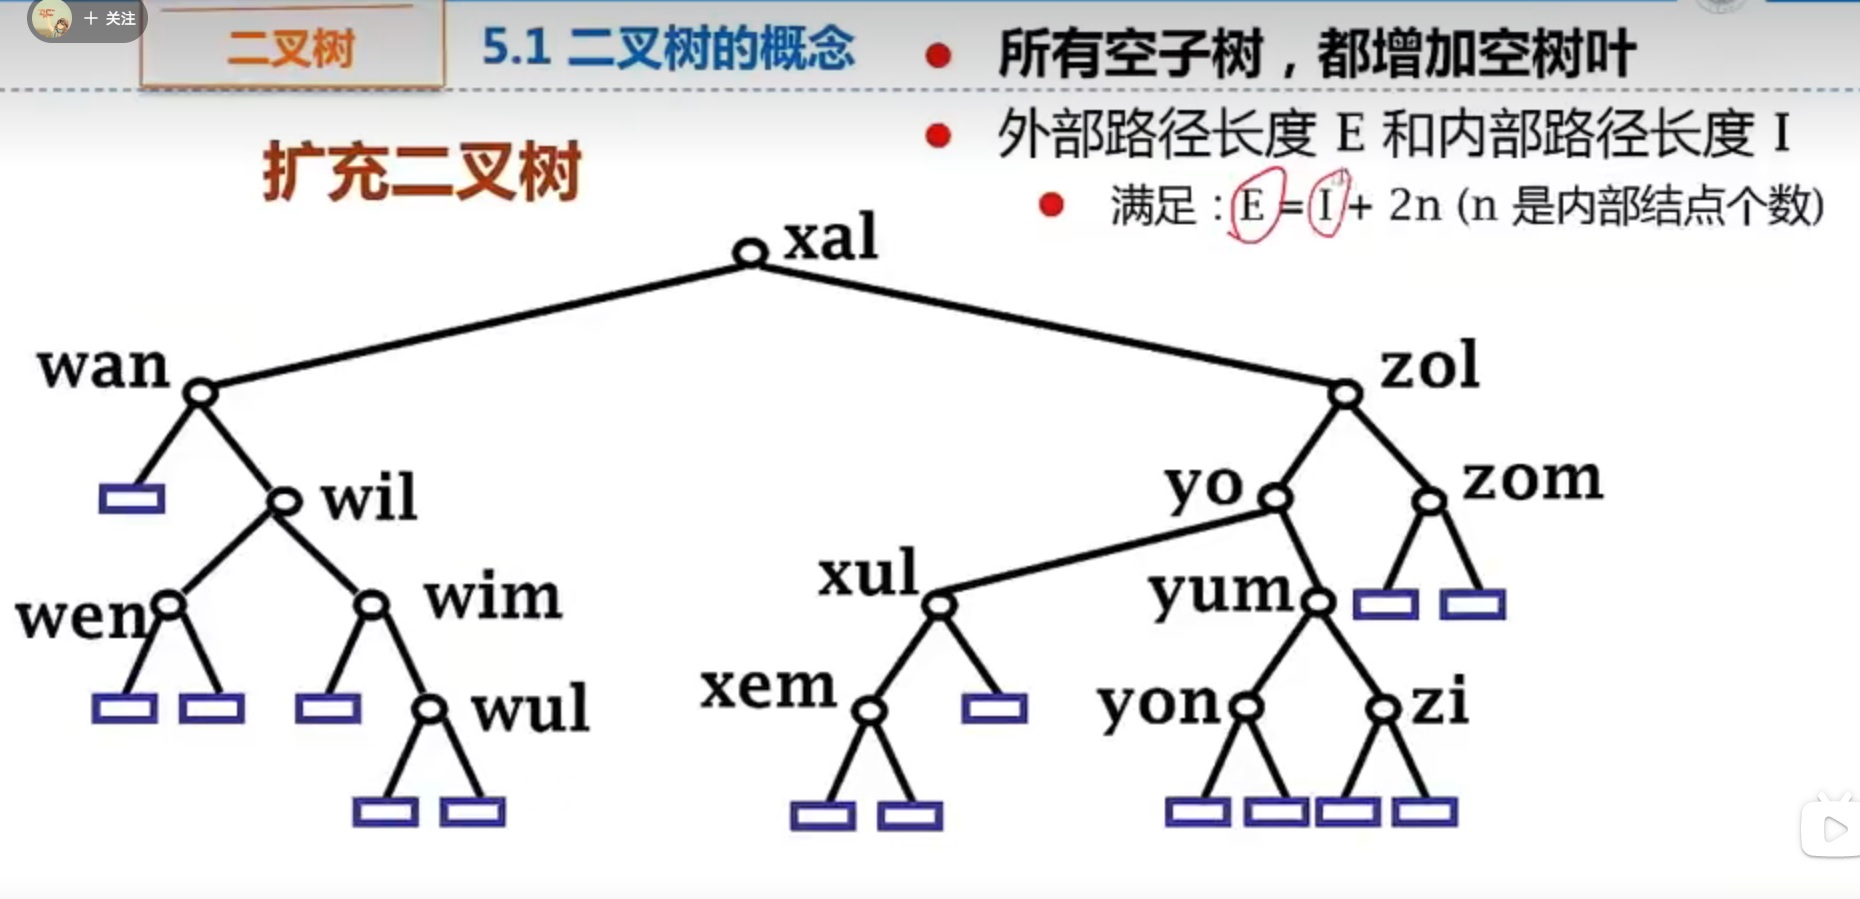 + 关注
二叉树
5.1 二叉树的概念
所有空子树，都增加空树叶
外部路径长度 E 和内部路径长度 I
满足：E = I + 2n (n 是内部结点个数)
扩充二叉树
xal
wan
zol
wil
yo
zom
wen
wim
xul
yum
wul
xem
yon
zi